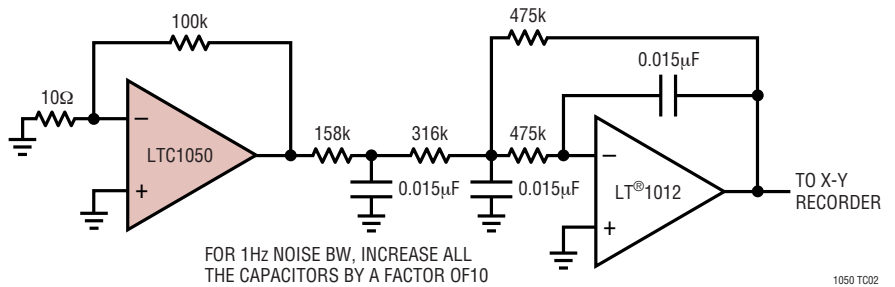 100k
475k
0.015µF
10Ω
–
LTC1050
+
158k
316k
475k
0.015µF
0.015µF
–
LT®1012
+
TO X-Y
RECORDER
FOR 1Hz NOISE BW, INCREASE ALL
THE CAPACITORS BY A FACTOR OF10
1050 TC02